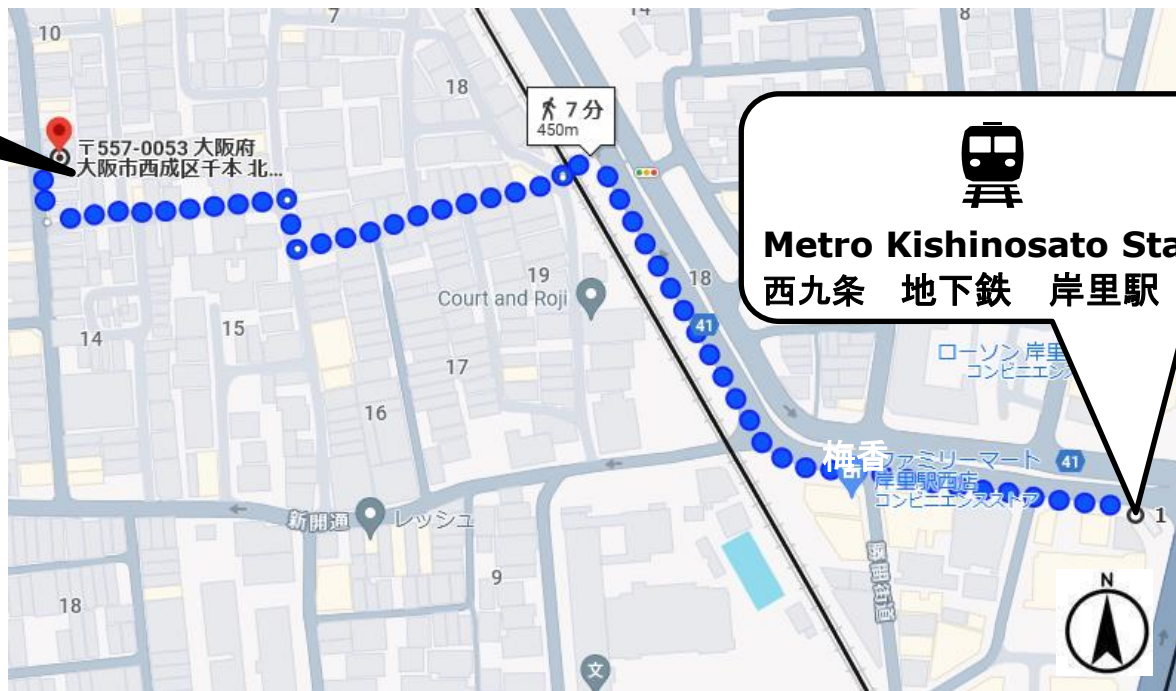 10
7
14
8
18
7 分
450m
〒557-0053 大阪府
大阪市西成区千本 北...
Metro Kishinosato Sta
西九条 地下鉄 岸里駅
19
Court and Roji
18
41
14
15
17
ローソン 岸里
コンビニエンス
16
梅香
ファミリーマート
41
岸里駅西店
コンビニエンスストア
1
新開通
レッシュ
9
18
文
N